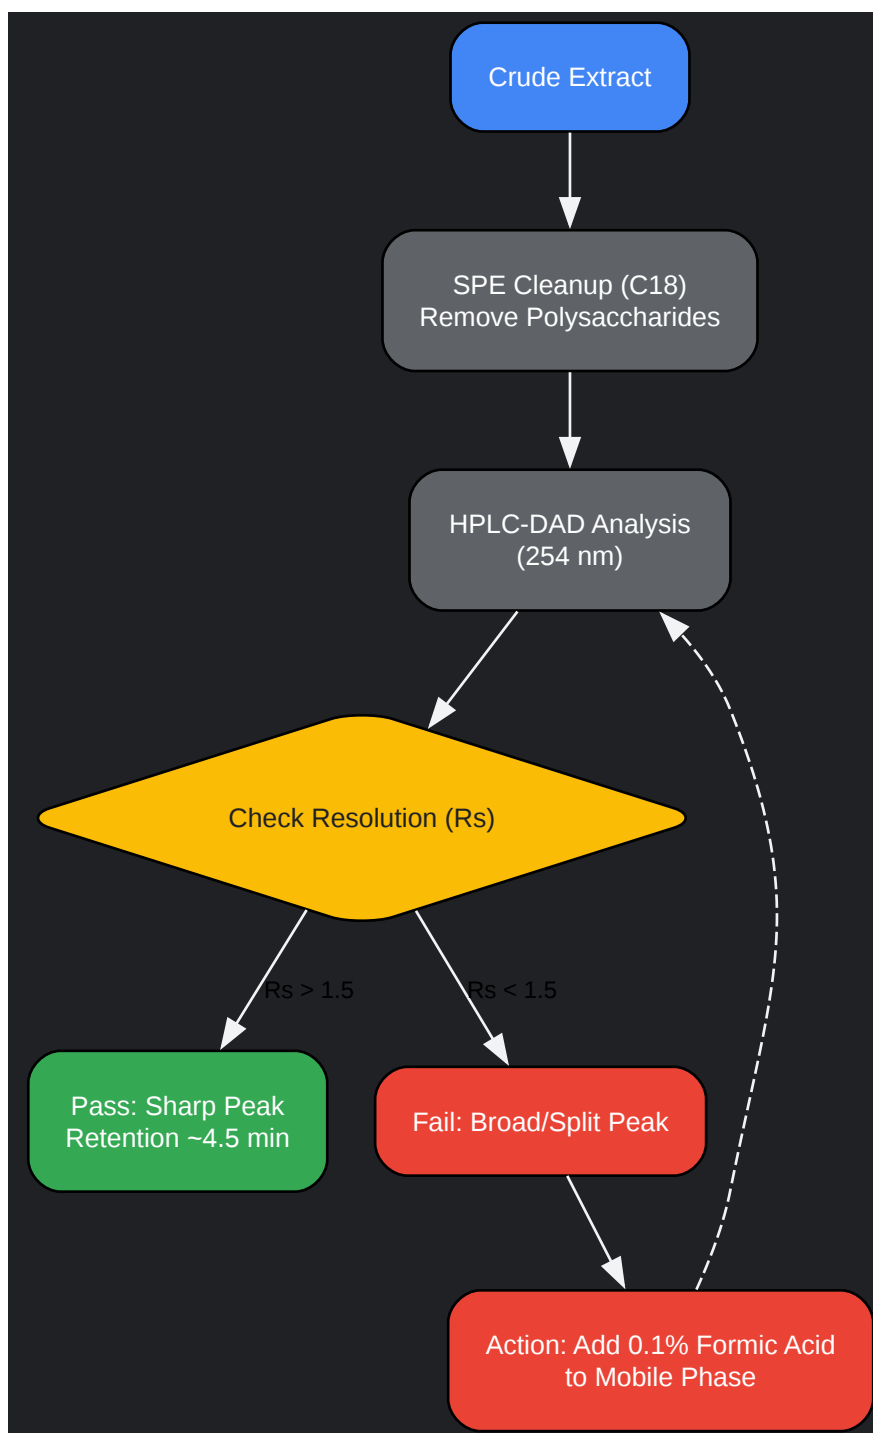 Crude Extract
SPE Cleanup (C18)
Remove Polysaccharides
HPLC-DAD Analysis
(254 nm)
Check Resolution (Rs)
Rs > 1.5
Rs < 1.5
Pass: Sharp Peak
Retention ~4.5 min
Fail: Broad/Split Peak
Action: Add 0.1% Formic Acid
to Mobile Phase